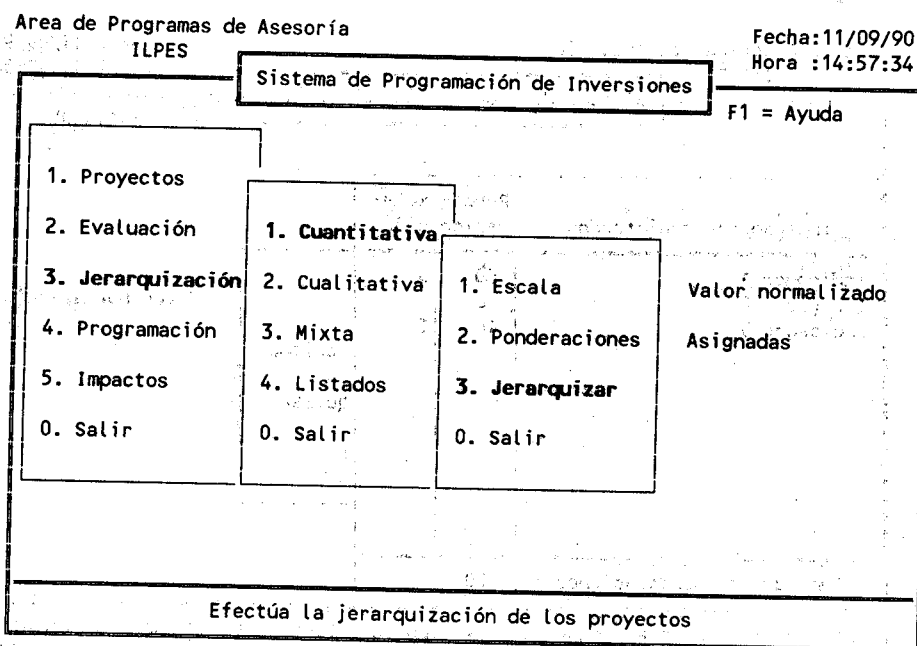 Area de Programas de Asesoría
ILPES
Fecha:11/09/90
Hora :14:57:34
Sistema de Programación de Inversiones
F1 = Ayuda
1. Proyectos
2. Evaluación
3. Jerarquización
4. Programación
5. Impactos
0. Salir
1. Cuantitativa
2. Cualitativa
3. Mixta
4. Listados
0. Salir
1. Escala
2. Ponderaciones
3. Jerarquizar
0. Salir
Valor normalizado
Asignadas
Efectúa la jerarquización de los proyectos